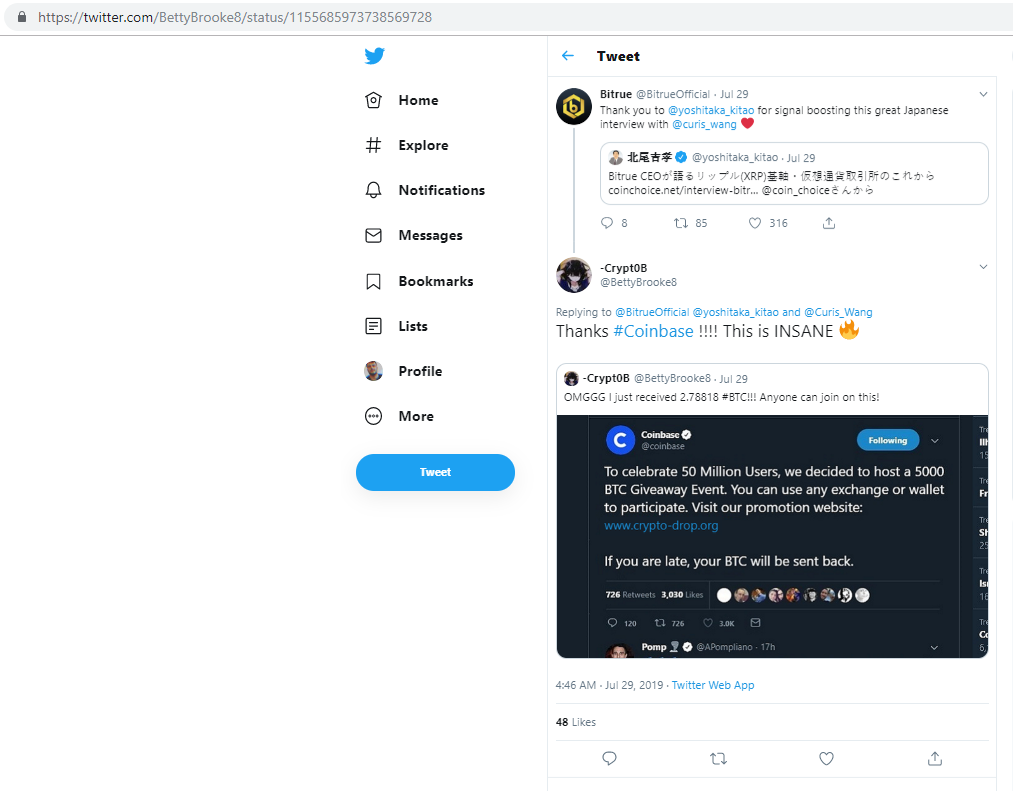 https://twitter.com/BettyBrooke8/status/1155685973738569728
Home
Explore
Notifications
Messages
Bookmarks
Lists
Profile
More
Tweet
Tweet
Bitrue @BitrueOfficial · Jul 29
Thank you to @yoshitaka_kitao for signal boosting this great Japanese
interview with @curis_wang ❤
北尾吉孝 @yoshitaka_kitao · Jul 29
Bitrue CEOが語るリップル(XRP)基軸・仮想通貨取引所のこれから
coinchoice.net/interview-bitr... @coin_choiceさんから
8 85 316
-Crypt0B
@BettyBrooke8
Replying to @BitrueOfficial @yoshitaka_kitao and @Curis_Wang
Thanks #Coinbase !!!! This is INSANE 🔥
-Crypt0B @BettyBrooke8 · Jul 29
OMGGG I just received 2.78818 #BTC!!! Anyone can join on this!
Coinbase
@coinbase
Following
To celebrate 50 Million Users, we decided to host a 5000
BTC Giveaway Event. You can use any exchange or wallet
to participate. Visit our promotion website:
www.crypto-drop.org
If you are late, your BTC will be sent back.
726 Retweets 3,030 Likes
120 726 3.0K
Pomp 🌪 @APompliano · 17h
4:46 AM · Jul 29, 2019 · Twitter Web App
48 Likes